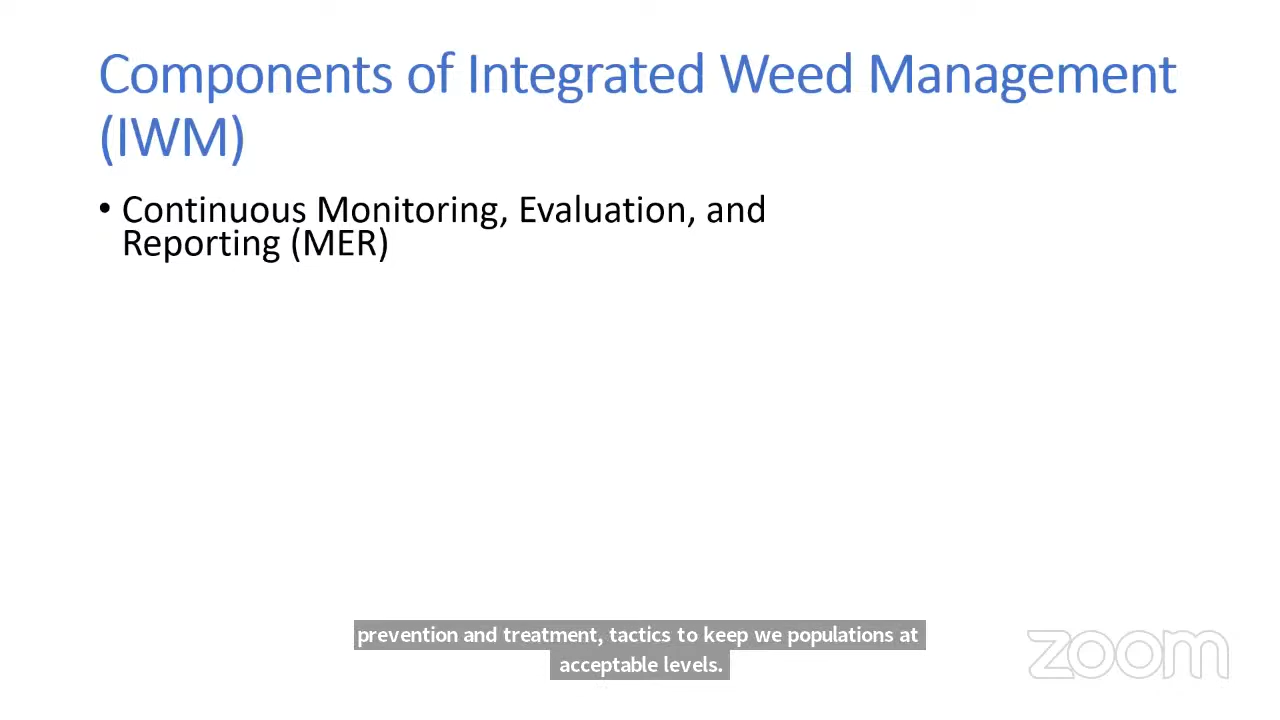 Components of Integrated Weed Management
(IWM)
• Continuous Monitoring, Evaluation, and
Reporting (MER)
prevention and treatment, tactics to keep we populations at
acceptable levels.
zoom